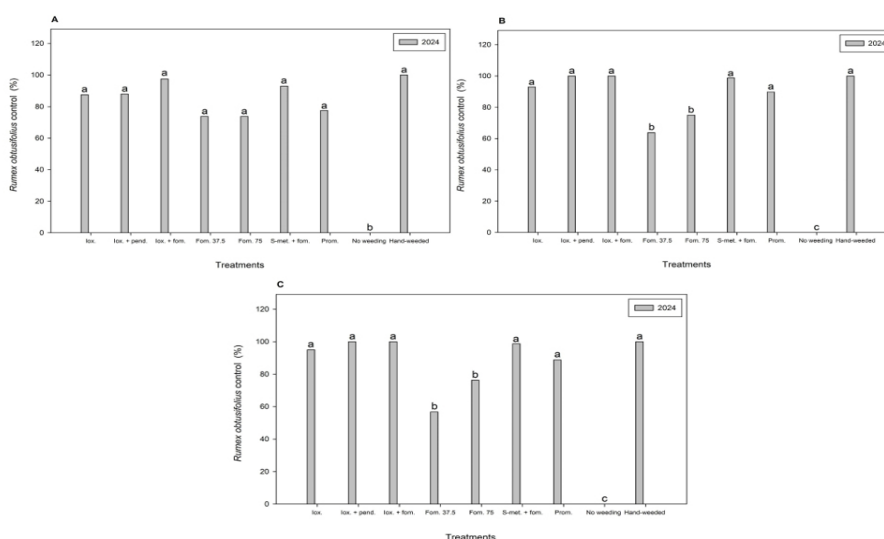 A
2024
120
100
80
60
40
20
0
Rumex obtusifolius control (%)
a a a a a a a b a
Iox. Iox. + pend. Iox. + fom. Fom. 37.5 Fom. 75 S-met. + fom. Prom. No weeding Hand-weeded
Treatments
B
2024
120
100
80
60
40
20
0
Rumex obtusifolius control (%)
a a a b b a a c a
Iox. Iox. + pend. Iox. + fom. Fom. 37.5 Fom. 75 S-met. + fom. Prom. No weeding Hand-weeded
Treatments
C
2024
120
100
80
60
40
20
0
Rumex obtusifolius control (%)
a a a b b a a c a
Iox. Iox. + pend. Iox. + fom. Fom. 37.5 Fom. 75 S-met. + fom. Prom. No weeding Hand-weeded
Treatments